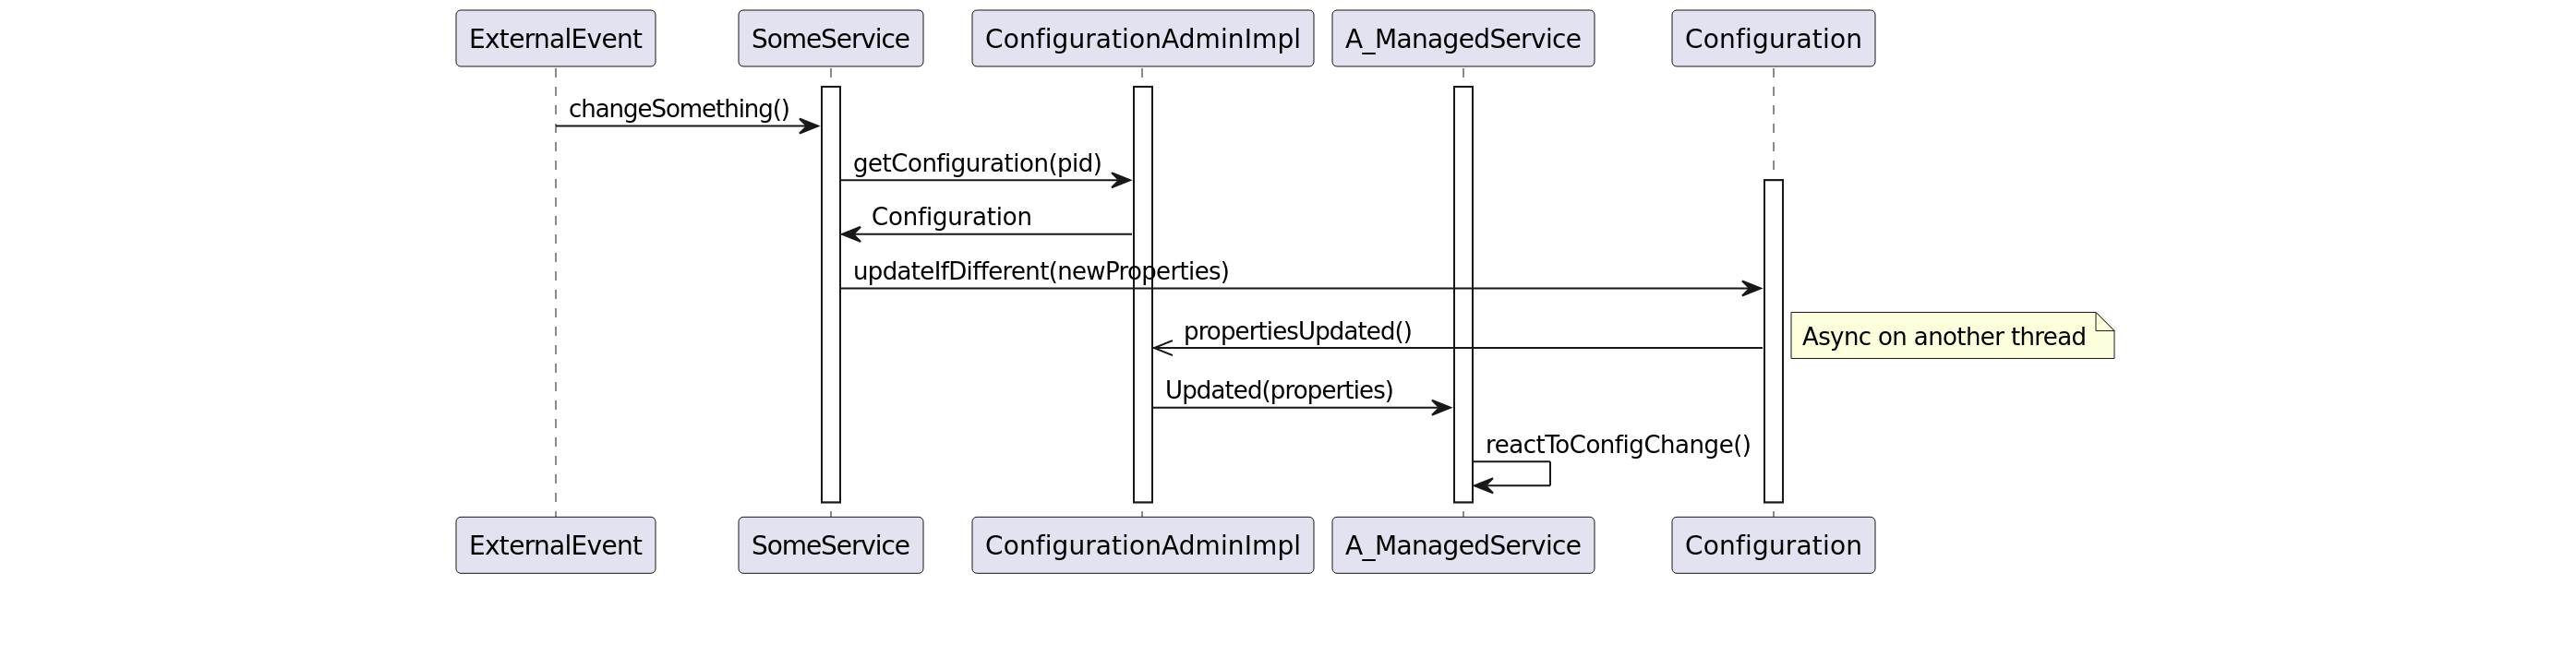 ExternalEvent
SomeService
ConfigurationAdminImpl
A_ManagedService
Configuration
changeSomething()
getConfiguration(pid)
Configuration
updateIfDifferent(newProperties)
propertiesUpdated()
Async on another thread
Updated(properties)
reactToConfigChange()
ExternalEvent
SomeService
ConfigurationAdminImpl
A_ManagedService
Configuration